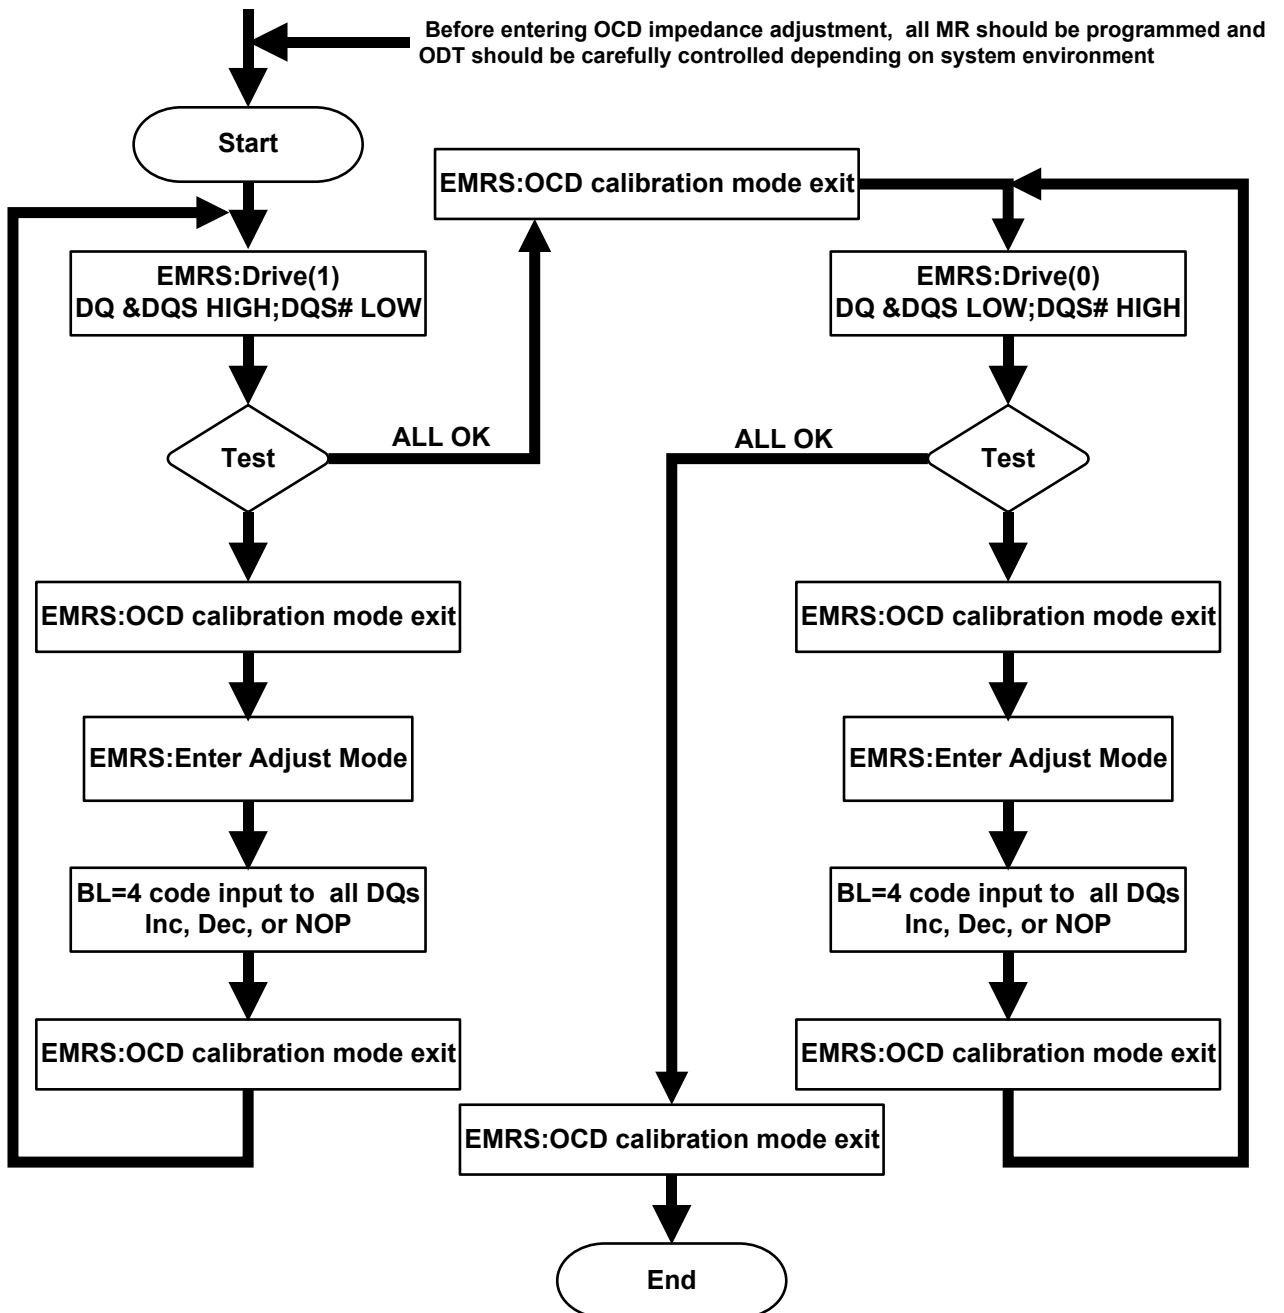 Before entering OCD impedance adjustment, all MR should be programmed and
ODT should be carefully controlled depending on system environment
Start
EMRS:OCD calibration mode exit
EMRS:Drive(1)
DQ &DQS HIGH;DQS# LOW
EMRS:Drive(0)
DQ &DQS LOW;DQS# HIGH
ALL OK
ALL OK
Test
Test
EMRS:OCD calibration mode exit
EMRS:OCD calibration mode exit
EMRS:Enter Adjust Mode
EMRS:Enter Adjust Mode
BL=4 code input to all DQs
Inc, Dec, or NOP
BL=4 code input to all DQs
Inc, Dec, or NOP
EMRS:OCD calibration mode exit
EMRS:OCD calibration mode exit
EMRS:OCD calibration mode exit
End